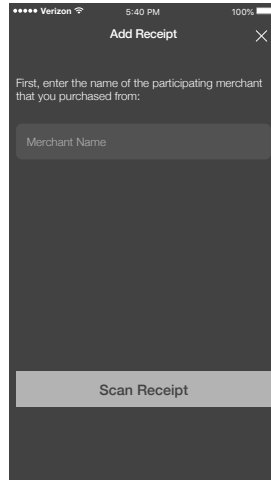 ●●●●● Verizon 5:40 PM 100%
Add Receipt
First, enter the name of the participating merchant
that you purchased from:
Merchant Name
Scan Receipt